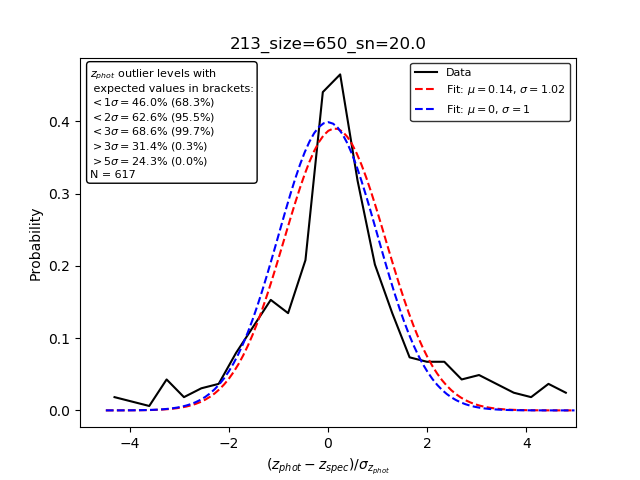 213_size=650_sn=20.0
z_phot outlier levels with
expected values in brackets:
< 1σ = 46.0% (68.3%)
< 2σ = 62.6% (95.5%)
< 3σ = 68.6% (99.7%)
> 3σ = 31.4% (0.3%)
> 5σ = 24.3% (0.0%)
N = 617
Data
Fit: μ = 0.14, σ = 1.02
Fit: μ = 0, σ = 1
Probability
0.4
0.3
0.2
0.1
0.0
−4 −2 0 2 4
(z_phot − z_spec)/σ_z_phot